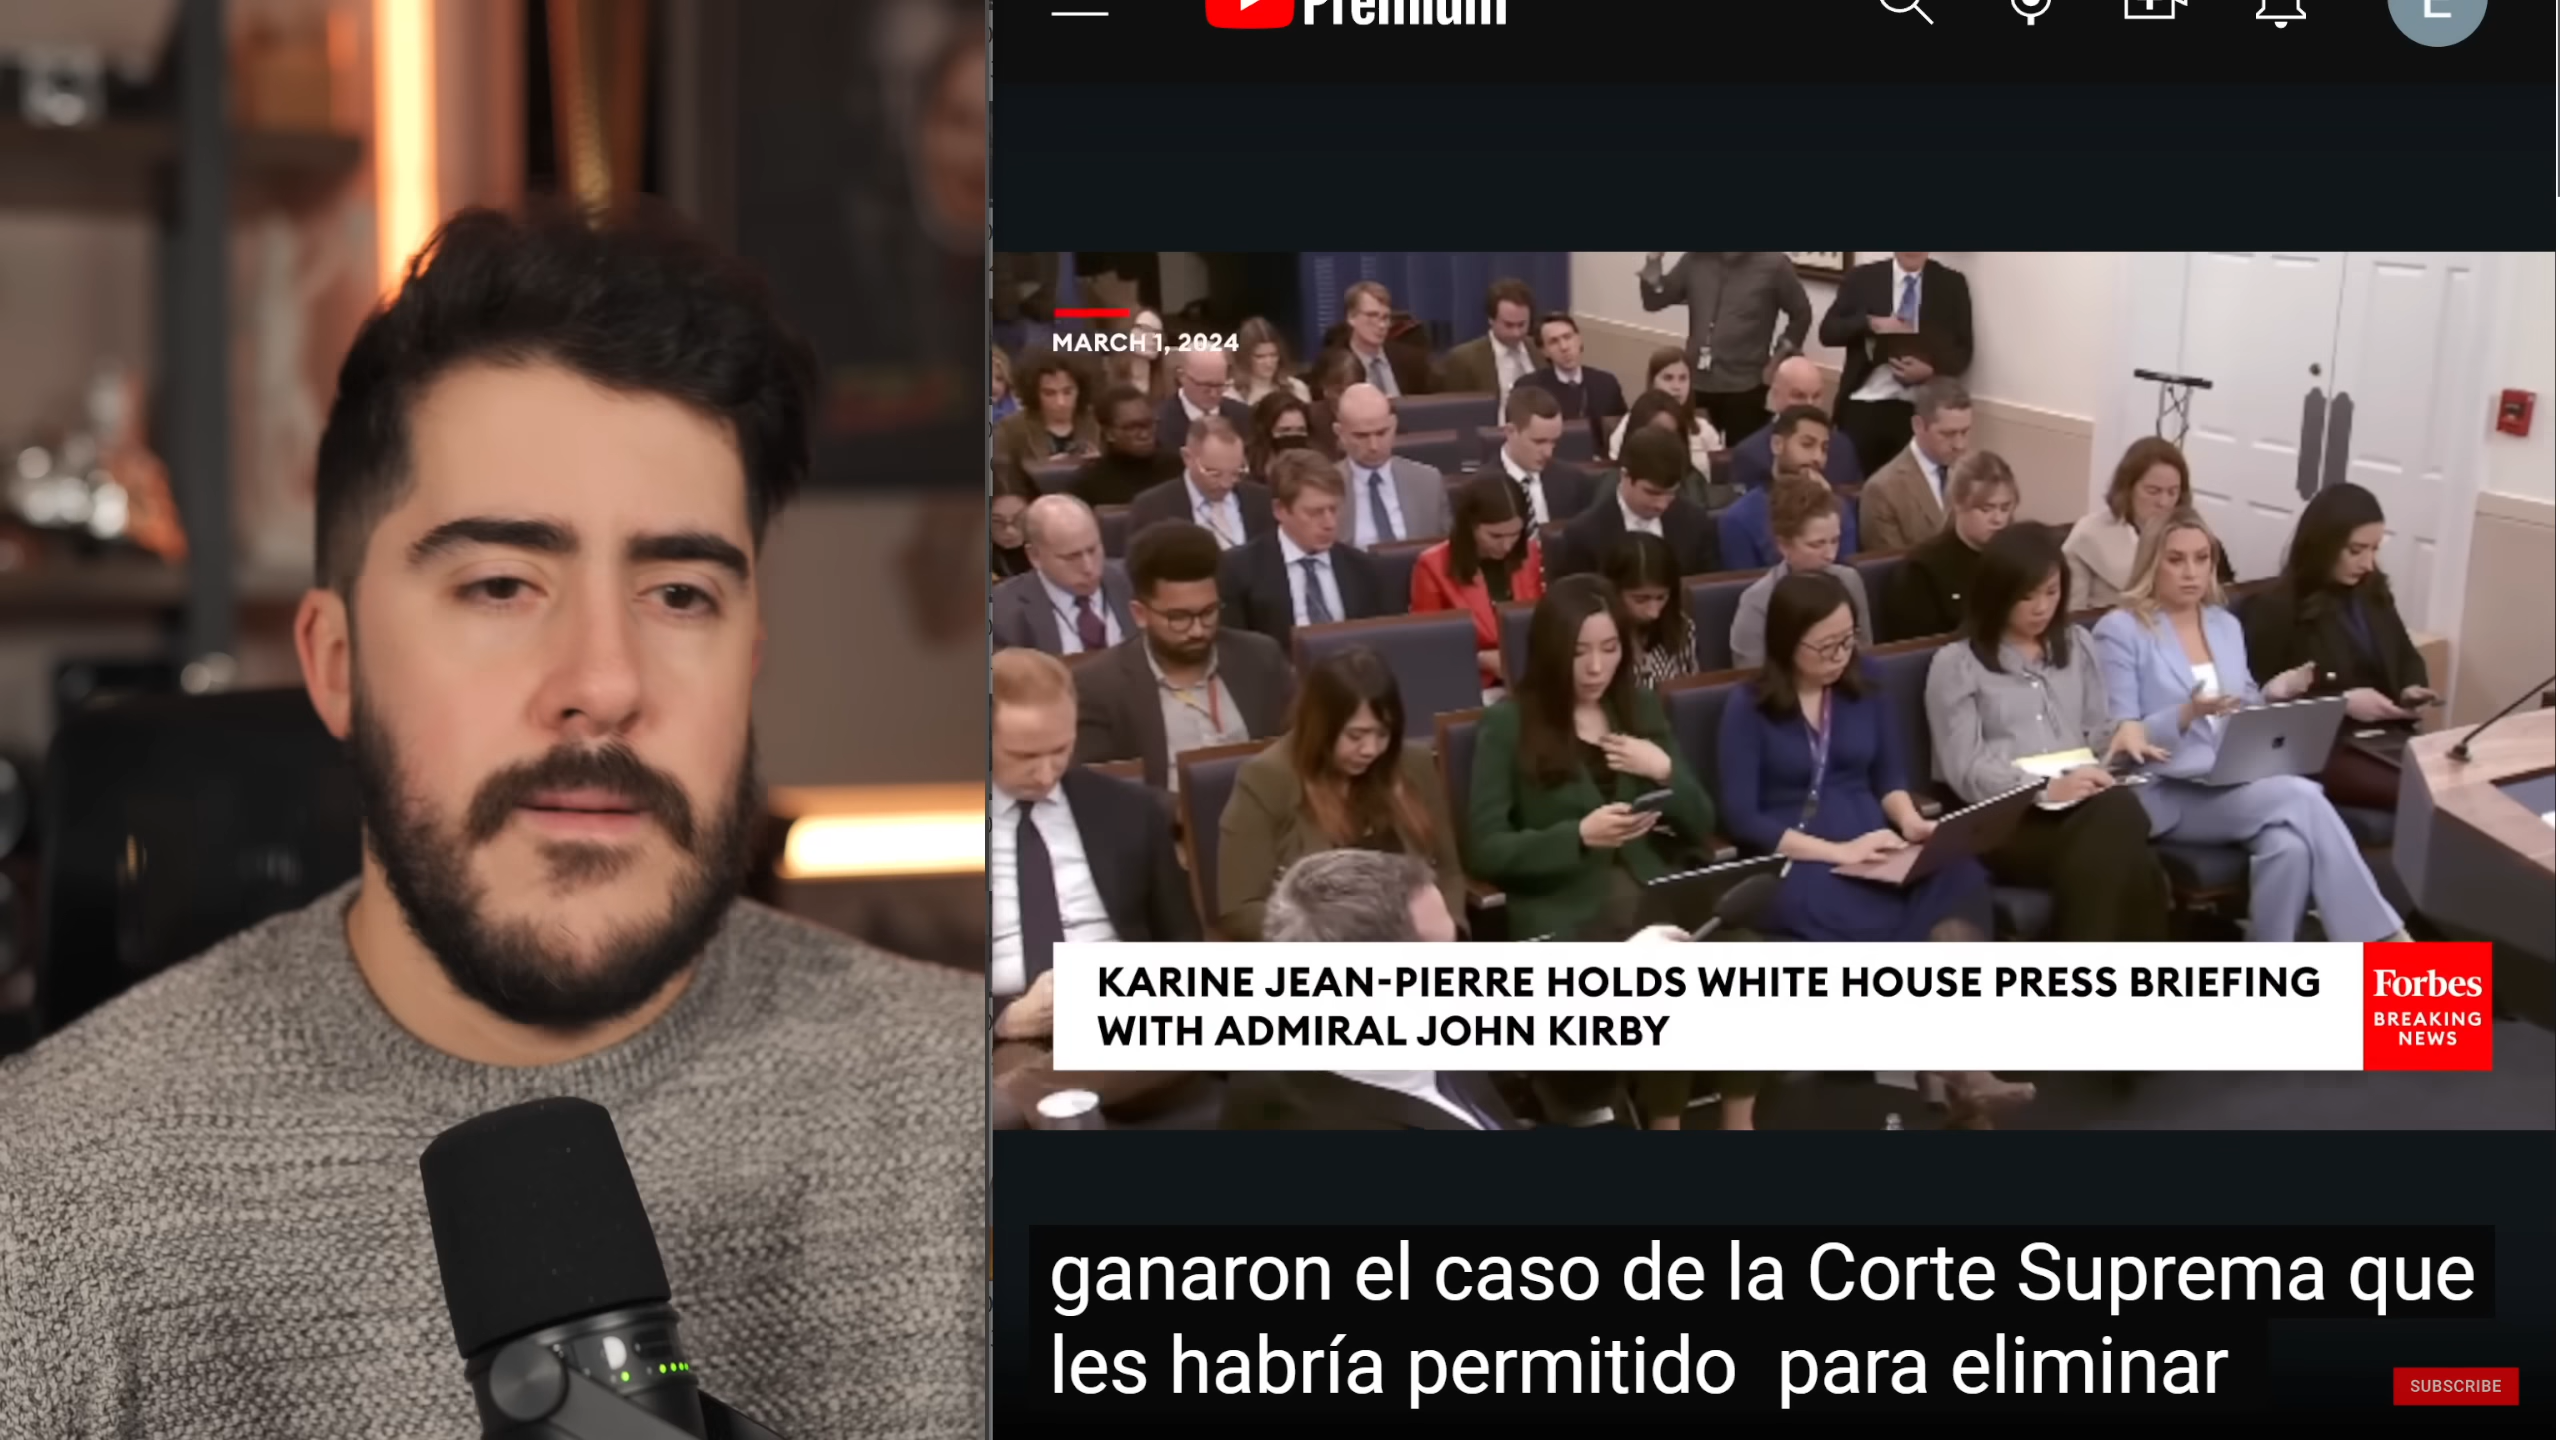 Premium
E
MARCH 1, 2024
KARINE JEAN-PIERRE HOLDS WHITE HOUSE PRESS BRIEFING
WITH ADMIRAL JOHN KIRBY
Forbes
BREAKING
NEWS
ganaron el caso de la Corte Suprema que
les habría permitido para eliminar
SUBSCRIBE